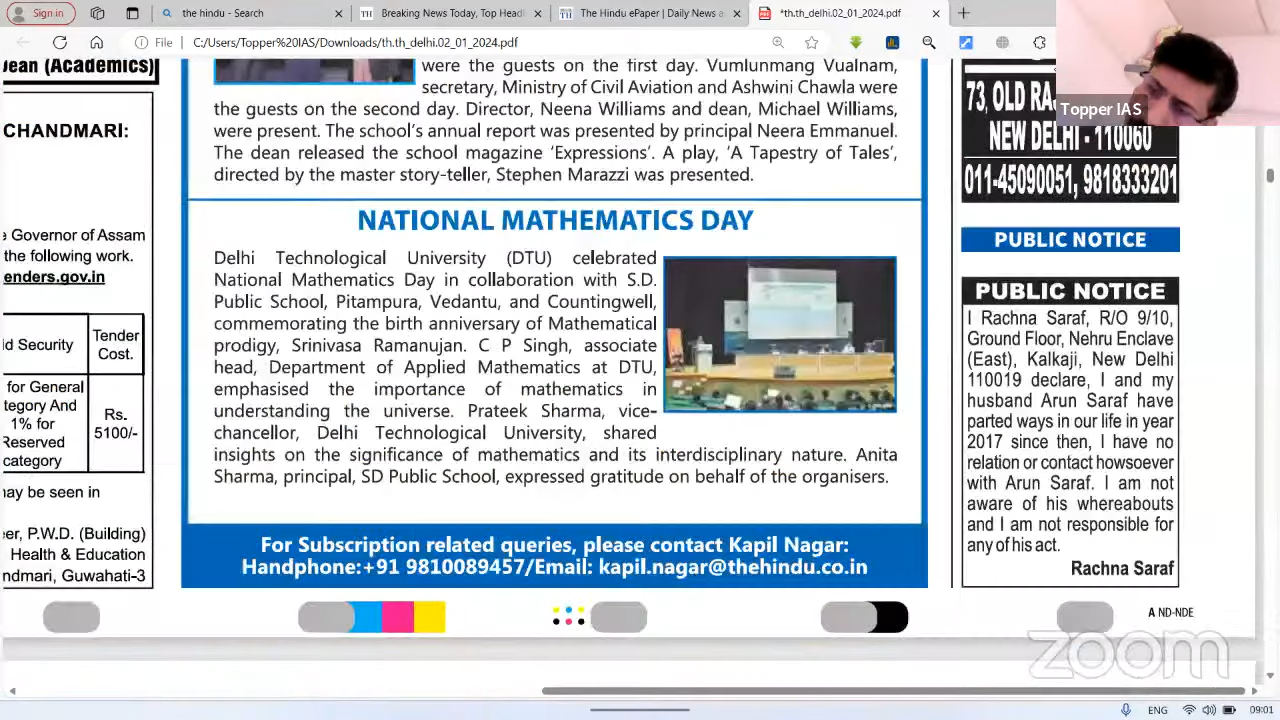 Sign in
the hindu - Search
Breaking News Today, Top Headl
The Hindu ePaper | Daily News a
*th.th_delhi.02_01_2024.pdf
File
C:/Users/Topper%20IAS/Downloads/th.th_delhi.02_01_2024.pdf
Topper IAS
Dean (Academics)
CHANDMARI:
e Governor of Assam
the following work.
enders.gov.in
id Security
Tender
Cost.
for General
tegory And
1% for
Reserved
category
Rs.
5100/-
may be seen in
eer, P.W.D. (Building)
Health & Education
ndmari, Guwahati-3
were the guests on the first day. Vumlunmang Vualnam,
secretary, Ministry of Civil Aviation and Ashwini Chawla were
the guests on the second day. Director, Neena Williams and dean, Michael Williams,
were present. The school's annual report was presented by principal Neera Emmanuel.
The dean released the school magazine 'Expressions'. A play, 'A Tapestry of Tales',
directed by the master story-teller, Stephen Marazzi was presented.
NATIONAL MATHEMATICS DAY
Delhi Technological University (DTU) celebrated
National Mathematics Day in collaboration with S.D.
Public School, Pitampura, Vedantu, and Countingwell,
commemorating the birth anniversary of Mathematical
prodigy, Srinivasa Ramanujan. C P Singh, associate
head, Department of Applied Mathematics at DTU,
emphasised the importance of mathematics in
understanding the universe. Prateek Sharma, vice-
chancellor, Delhi Technological University, shared
insights on the significance of mathematics and its interdisciplinary nature. Anita
Sharma, principal, SD Public School, expressed gratitude on behalf of the organisers.
For Subscription related queries, please contact Kapil Nagar:
Handphone:+91 9810089457/Email: kapil.nagar@thehindu.co.in
73, OLD RAJ
NEW DELHI - 110060
011-45090051, 9818333201
PUBLIC NOTICE
PUBLIC NOTICE
I Rachna Saraf, R/O 9/10,
Ground Floor, Nehru Enclave
(East), Kalkaji, New Delhi
110019 declare, I and my
husband Arun Saraf have
parted ways in our life in year
2017 since then, I have no
relation or contact howsoever
with Arun Saraf. I am not
aware of his whereabouts
and I am not responsible for
any of his act.
Rachna Saraf
A ND-NDE
zoom
ENG
09:01